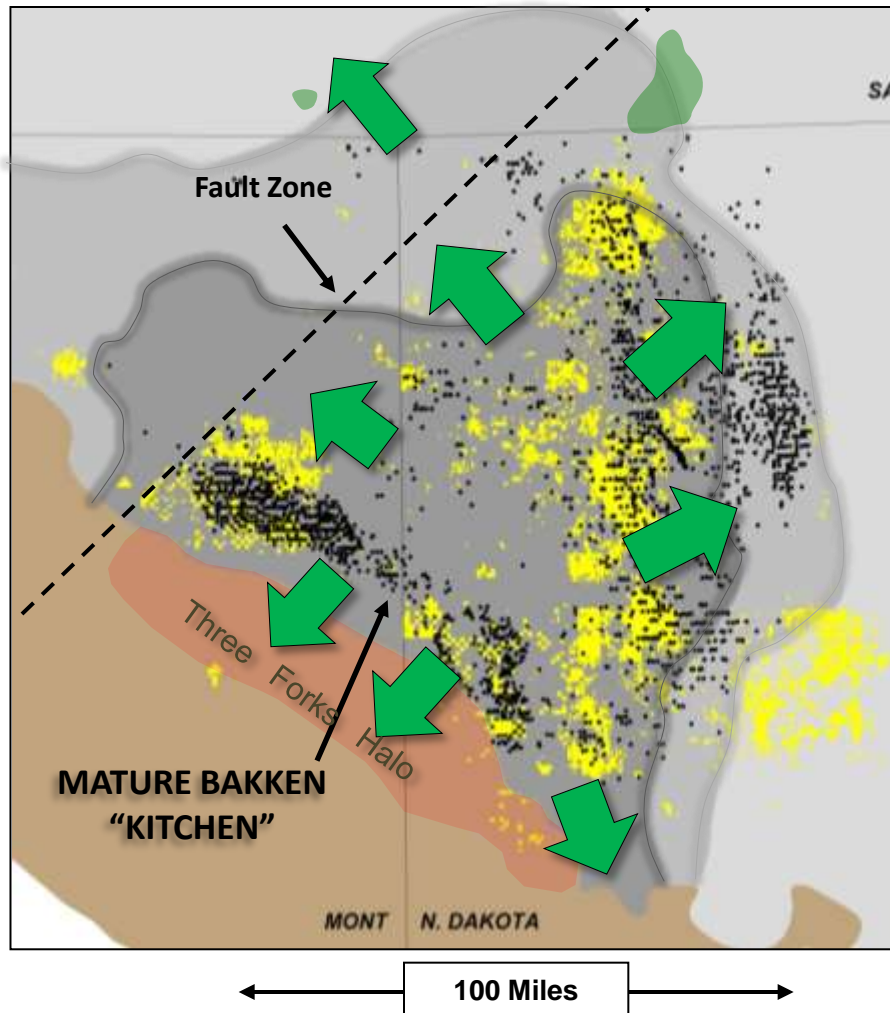 SA
Fault Zone
Three Forks Halo
MATURE BAKKEN
“KITCHEN”
MONT
N. DAKOTA
100 Miles